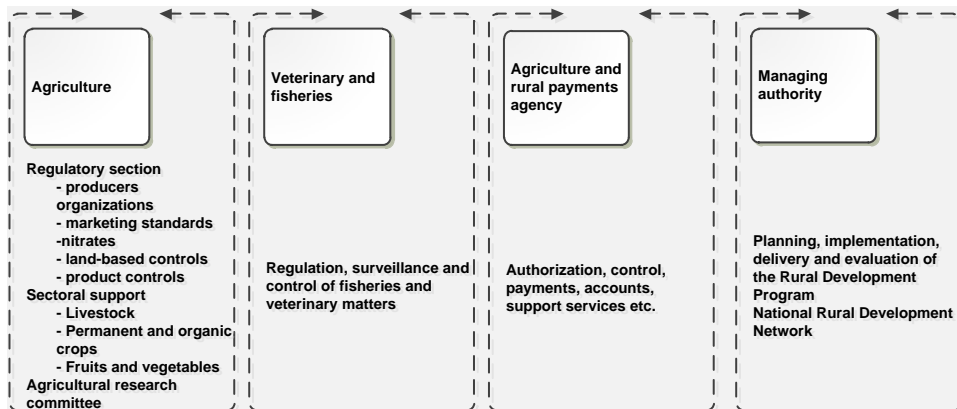 Agriculture
Regulatory section
- producers
organizations
- marketing standards
-nitrates
- land-based controls
- product controls
Sectoral support
- Livestock
- Permanent and organic
crops
- Fruits and vegetables
Agricultural research
committee
Veterinary and
fisheries
Regulation, surveillance and
control of fisheries and
veterinary matters
Agriculture and
rural payments
agency
Authorization, control,
payments, accounts,
support services etc.
Managing
authority
Planning, implementation,
delivery and evaluation of
the Rural Development
Program
National Rural Development
Network